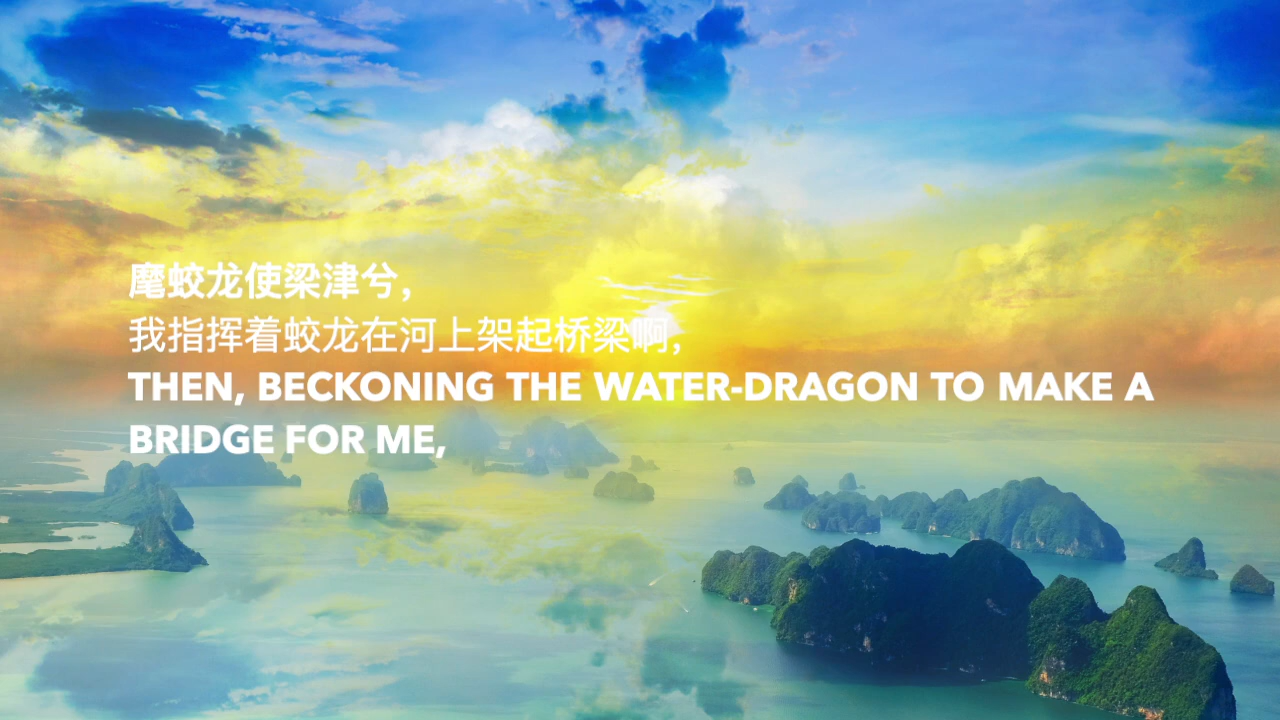 麾蛟龙使梁津兮,
我指挥着蛟龙在河上架起桥梁啊,
THEN, BECKONING THE WATER-DRAGON TO MAKE A
BRIDGE FOR ME,